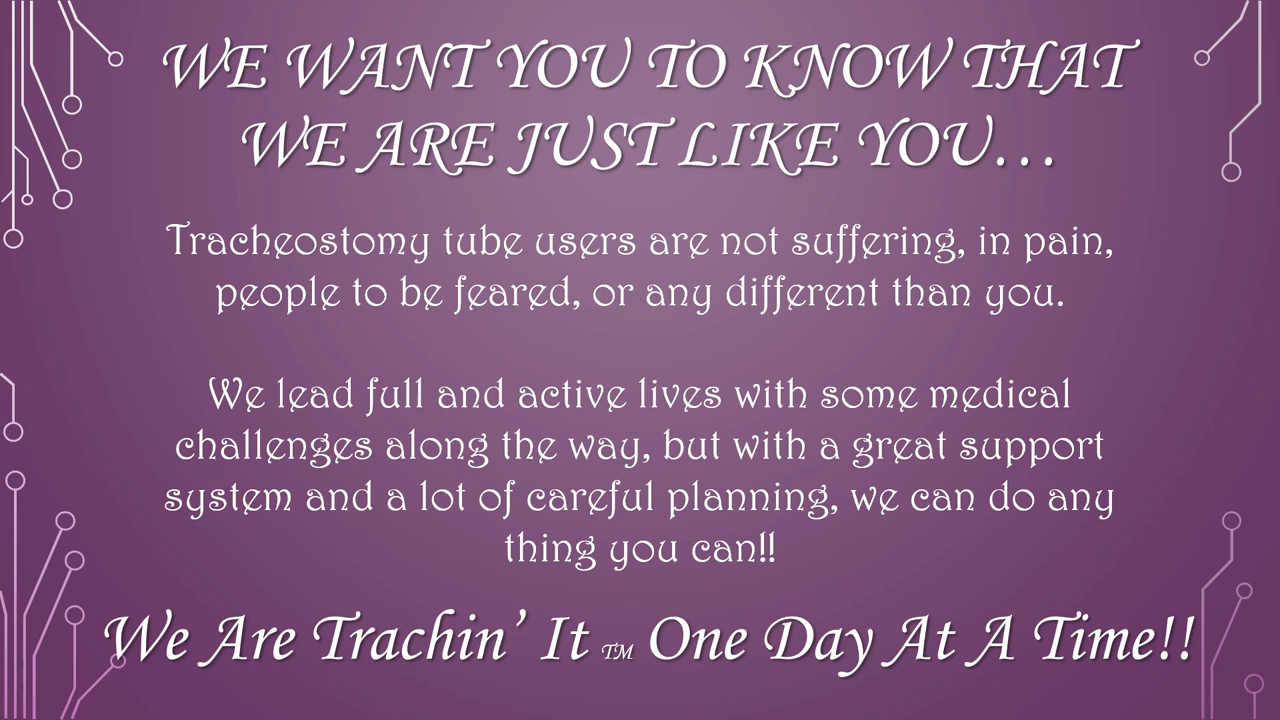 WE WANT YOU TO KNOW THAT
WE ARE JUST LIKE YOU...
Tracheostomy tube users are not suffering, in pain,
people to be feared, or any different than you.
We lead full and active lives with some medical
challenges along the way, but with a great support
system and a lot of careful planning, we can do any
thing you can!!
We Are Trachin' It ™ One Day At A Time!!